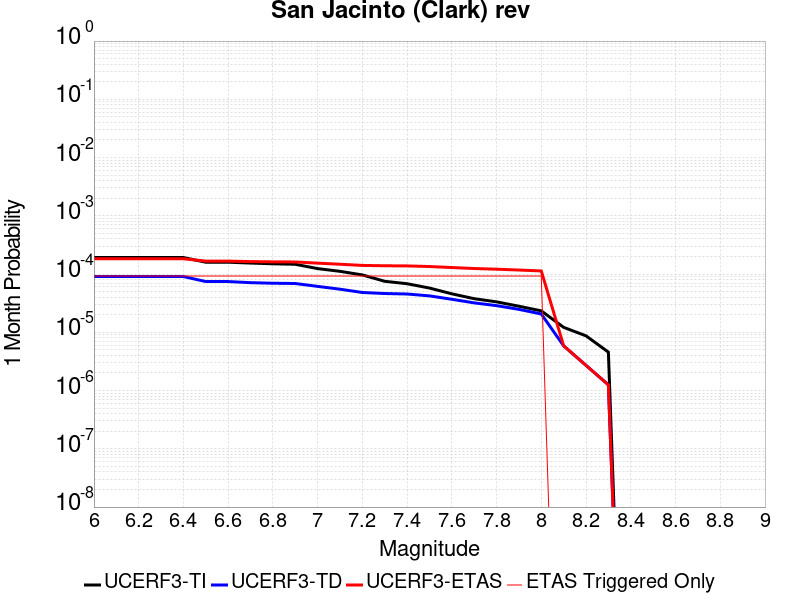 San Jacinto (Clark) rev
1 Month Probability
10^0
10^-1
10^-2
10^-3
10^-4
10^-5
10^-6
10^-7
10^-8
6 6.2 6.4 6.6 6.8 7 7.2 7.4 7.6 7.8 8 8.2 8.4 8.6 8.8 9
Magnitude
UCERF3-TI UCERF3-TD UCERF3-ETAS ETAS Triggered Only